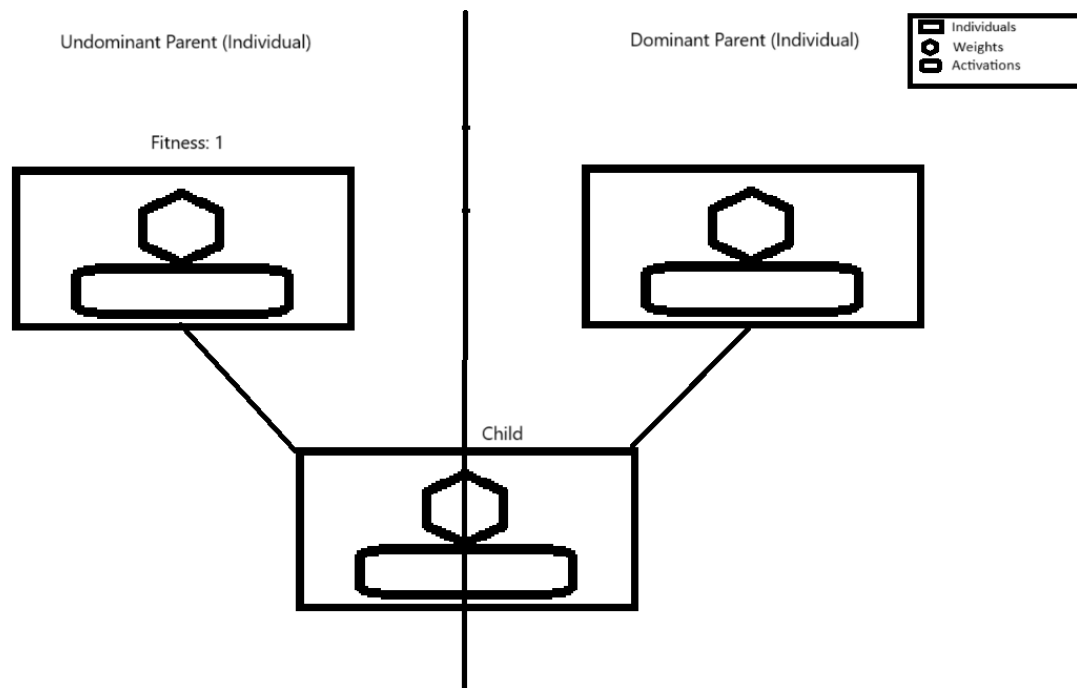 Undominant Parent (Individual)
Dominant Parent (Individual)
Individuals
Weights
Activations
Fitness: 1
Child